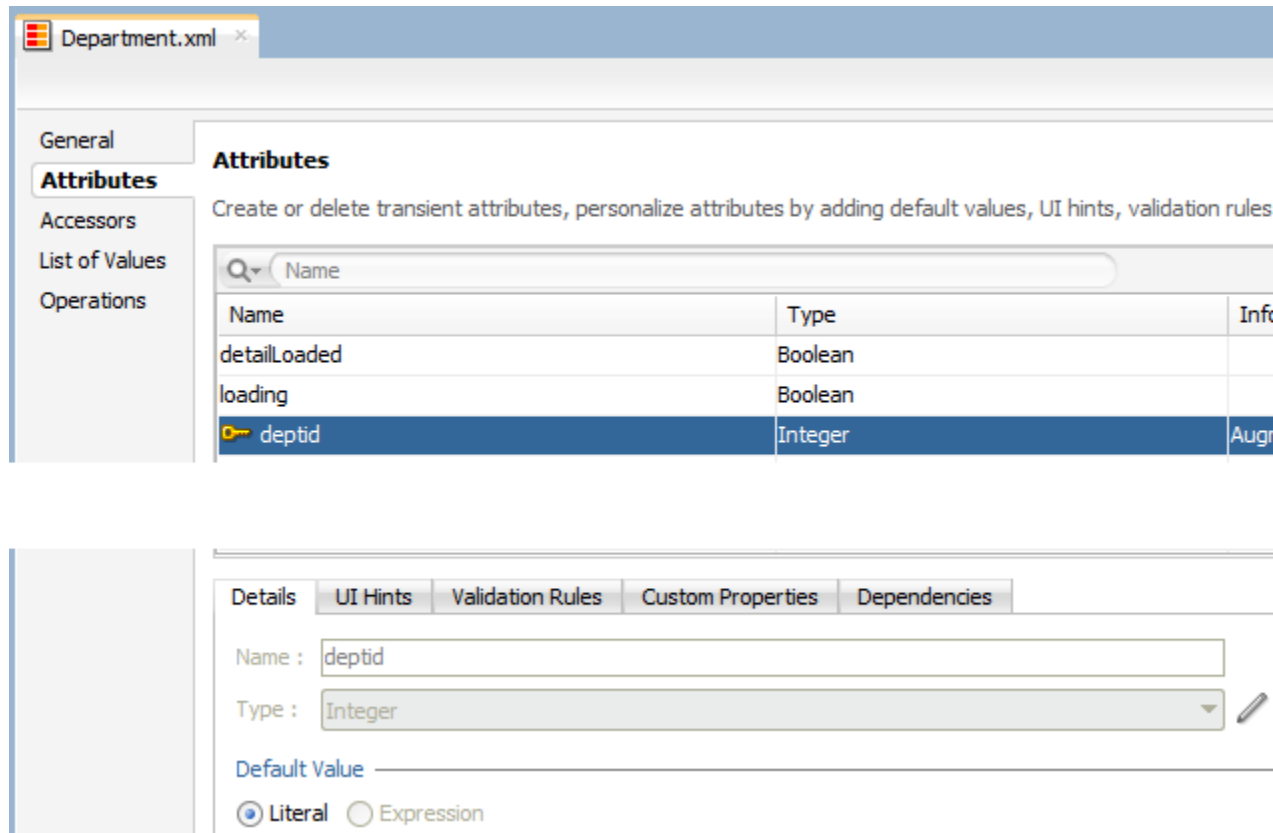 Department.xml
General
Attributes
Accessors
List of Values
Operations
Attributes
Create or delete transient attributes, personalize attributes by adding default values, UI hints, validation rules
Name
Name Type Info
detailLoaded Boolean
loading Boolean
deptid Integer Augr
Details UI Hints Validation Rules Custom Properties Dependencies
Name : deptid
Type : Integer
Default Value
Literal Expression